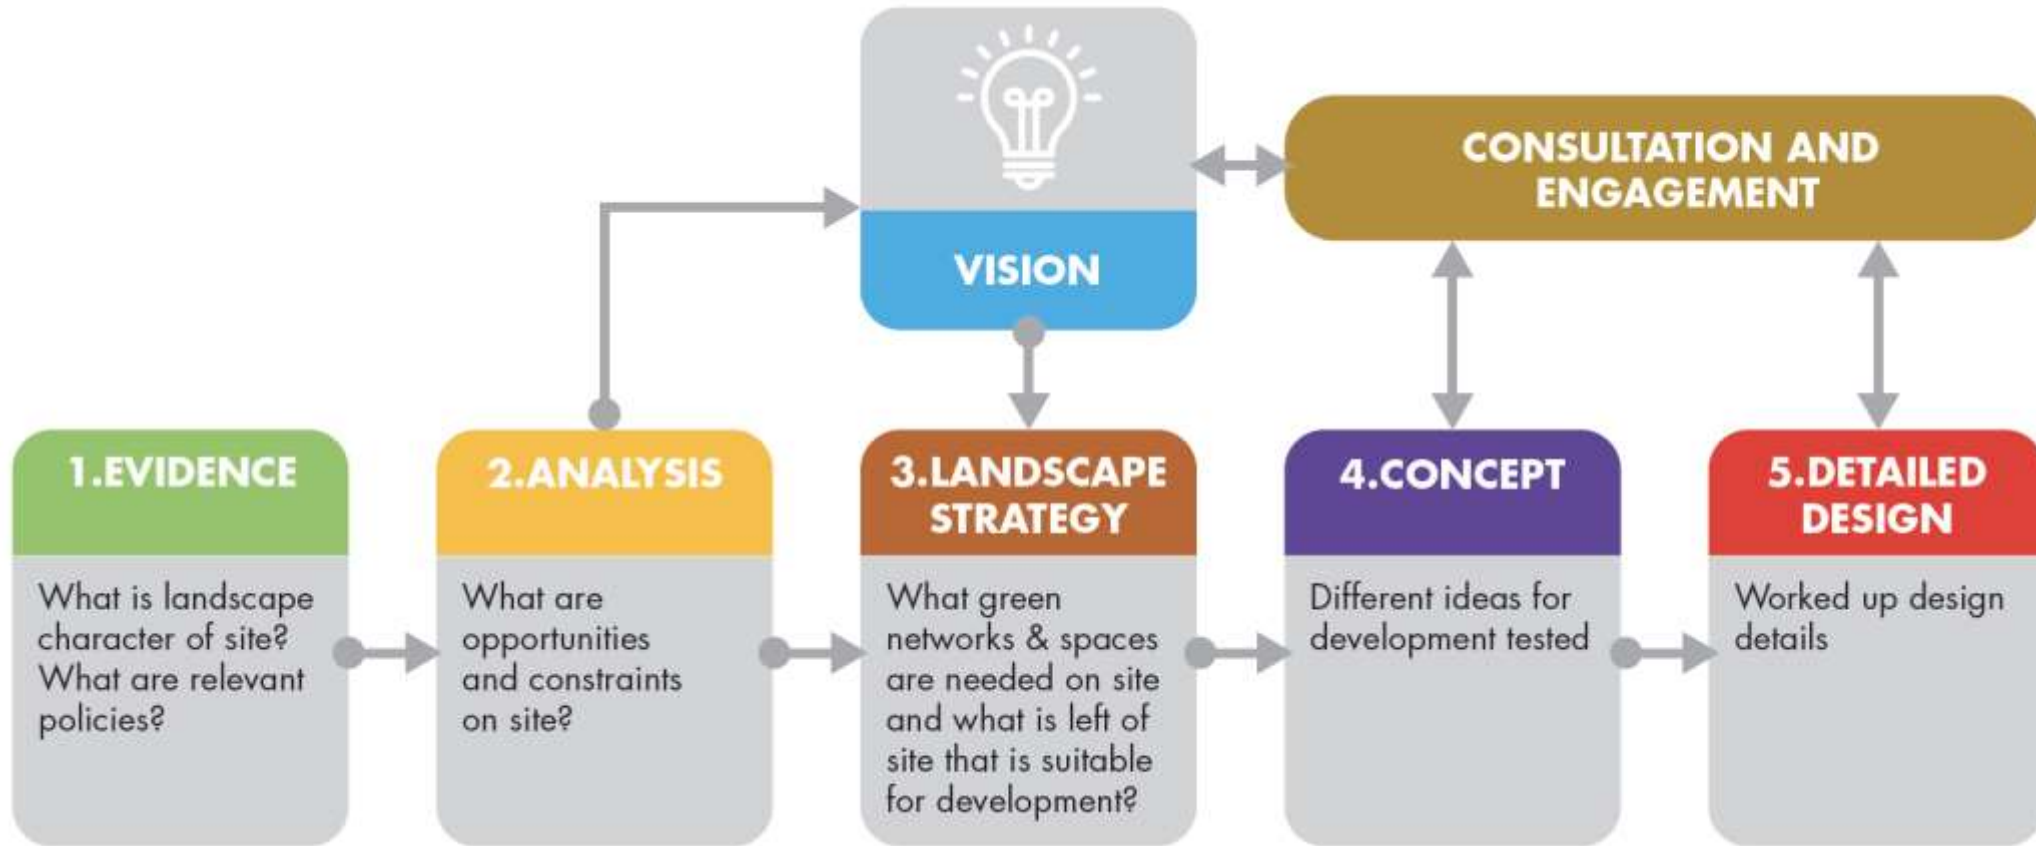 VISION
CONSULTATION AND
ENGAGEMENT
1.EVIDENCE
What is landscape
character of site?
What are relevant
policies?
2.ANALYSIS
What are
opportunities
and constraints
on site?
3.LANDSCAPE
STRATEGY
What green
networks & spaces
are needed on site
and what is left of
site that is suitable
for development?
4.CONCEPT
Different ideas for
development tested
5.DETAILED
DESIGN
Worked up design
details